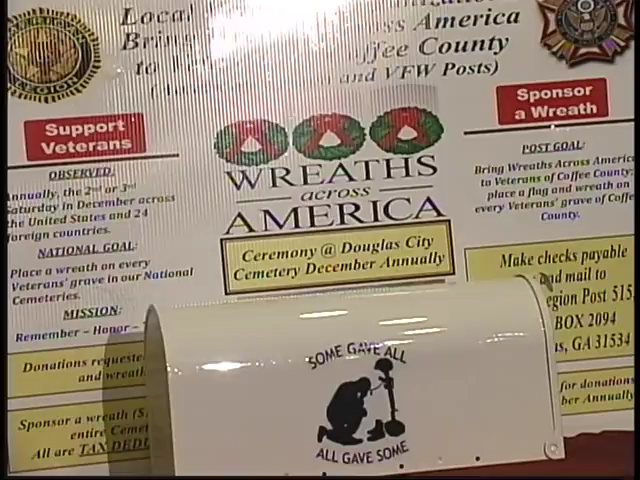 Local
Brin ss America
to ffee County
and VFW Posts)
LEGION
Support
Veterans
Sponsor
a Wreath
OBSERVED:
Annually, the 2nd or 3rd
Saturday in December across
the United States and 24
foreign countries.
NATIONAL GOAL:
Place a wreath on every
Veterans' grave in our National
Cemeteries.
MISSION:
Remember - Honor -
WREATHS
across
AMERICA
Ceremony @ Douglas City
Cemetery December Annually
POST GOAL:
Bring Wreaths Across America
to Veterans of Coffee County;
place a flag and wreath on
every Veterans' grave of Coffee
County.
Make checks payable
and mail to
egion Post 515
BOX 2094
s, GA 31534
Donations requeste
and wreath
Sponsor a wreath ($
entire Cemet
All are TAX DEDU
for donations
ber Annually
SOME GAVE ALL
ALL GAVE SOME